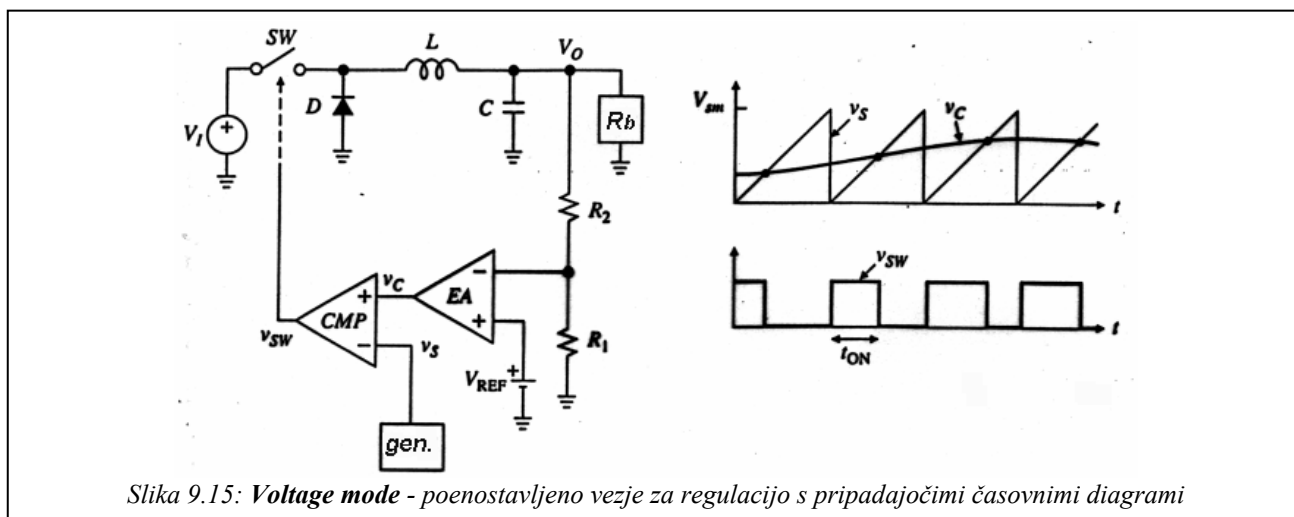 SW
L
V_O
D
C
Rb
V_I
R_2
v_C
EA
CMP
v_SW
v_S
R_1
V_REF
gen.
V_sm
v_S
v_C
t
v_SW
t
t_ON
Slika 9.15: Voltage mode - poenostavljeno vezje za regulacijo s pripadajočimi časovnimi diagrami